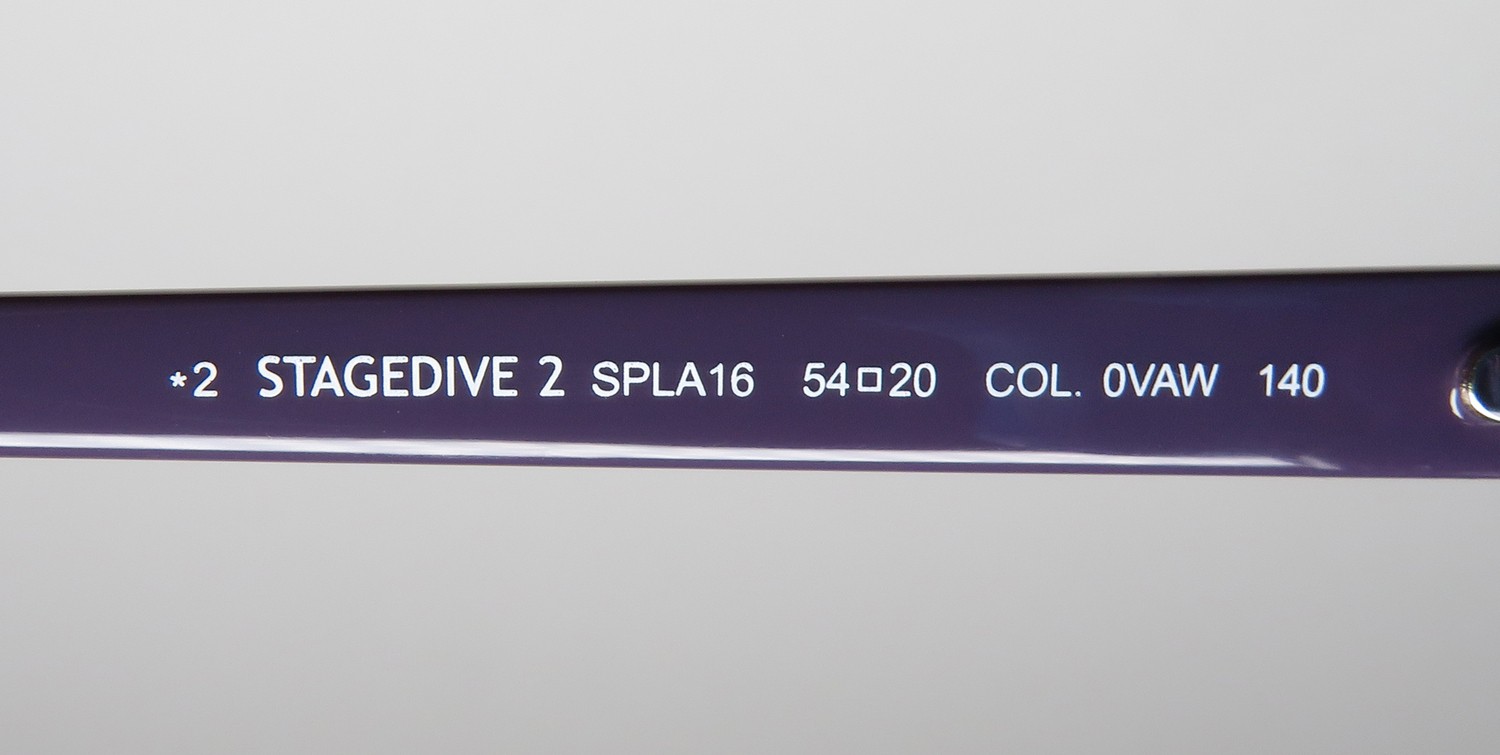 *2 STAGEDIVE 2 SPLA16 54□20 COL. 0VAW 140